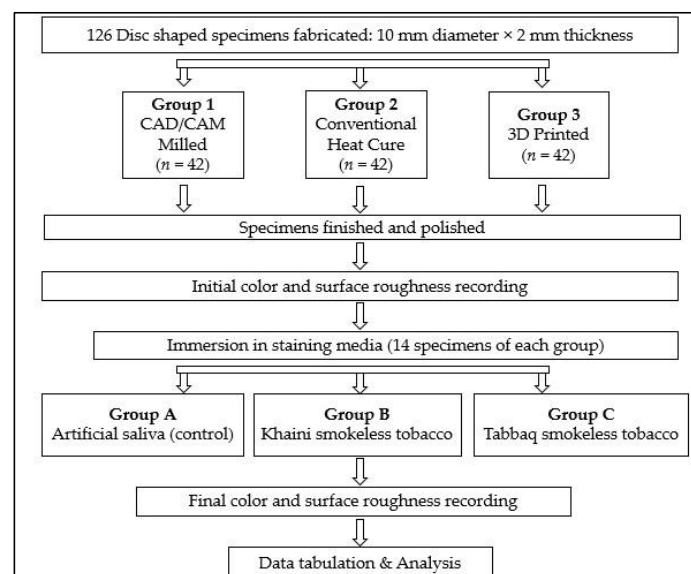 126 Disc shaped specimens fabricated: 10 mm diameter × 2 mm thickness
Group 1
CAD/CAM
Milled
(n = 42)
Group 2
Conventional
Heat Cure
(n = 42)
Group 3
3D Printed
(n = 42)
Specimens finished and polished
Initial color and surface roughness recording
Immersion in staining media (14 specimens of each group)
Group A
Artificial saliva (control)
Group B
Khaini smokeless tobacco
Group C
Tabbaq smokeless tobacco
Final color and surface roughness recording
Data tabulation & Analysis